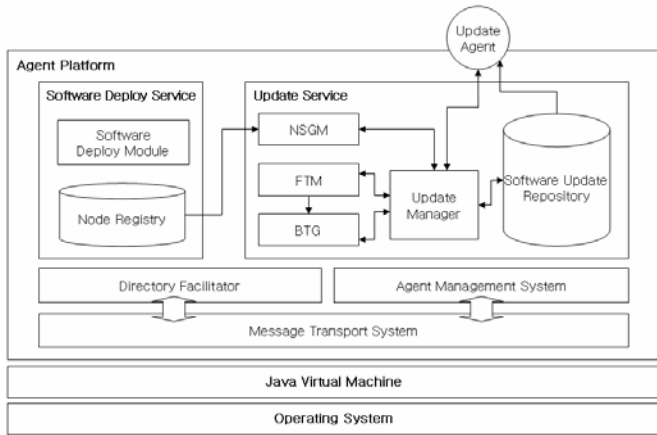 Update
Agent
Agent Platform
Software Deploy Service
Update Service
Software
Deploy Module
NSGM
FTM
Node Registry
BTG
Update
Manager
Software Update
Repository
Directory Facilitator
Agent Management System
Message Transport System
Java Virtual Machine
Operating System